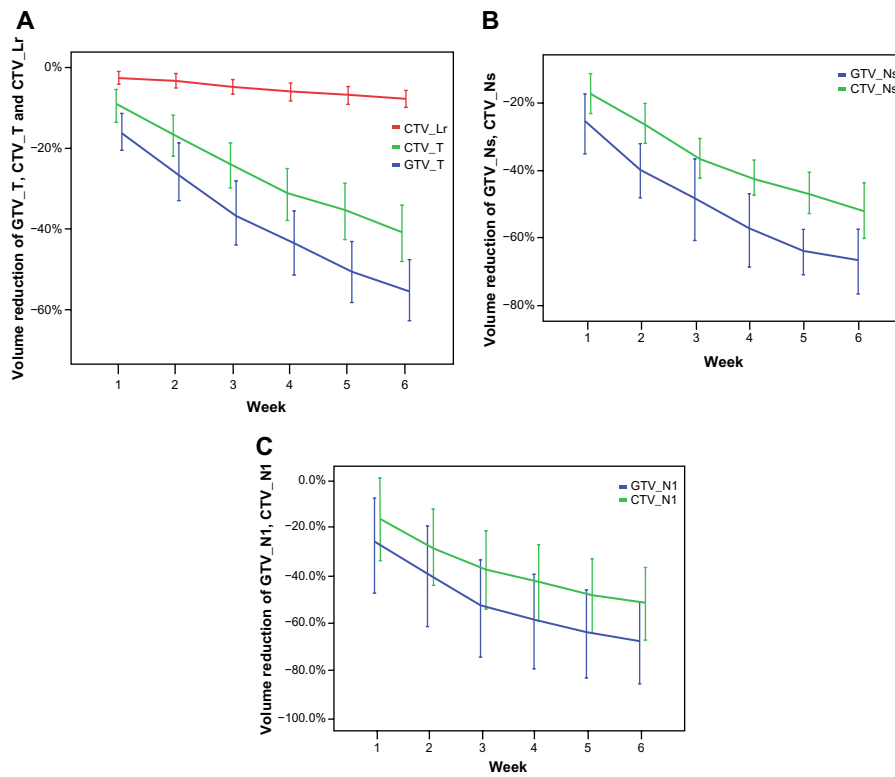 A
Volume reduction of GTV_T, CTV_T and CTV_Lr
0%
−20%
−40%
−60%
CTV_Lr
CTV_T
GTV_T
1 2 3 4 5 6
Week
B
Volume reduction of GTV_Ns, CTV_Ns
−20%
−40%
−60%
−80%
GTV_Ns
CTV_Ns
1 2 3 4 5 6
Week
C
Volume reduction of GTV_N1, CTV_N1
0.0%
−20.0%
−40.0%
−60.0%
−80.0%
−100.0%
GTV_N1
CTV_N1
1 2 3 4 5 6
Week